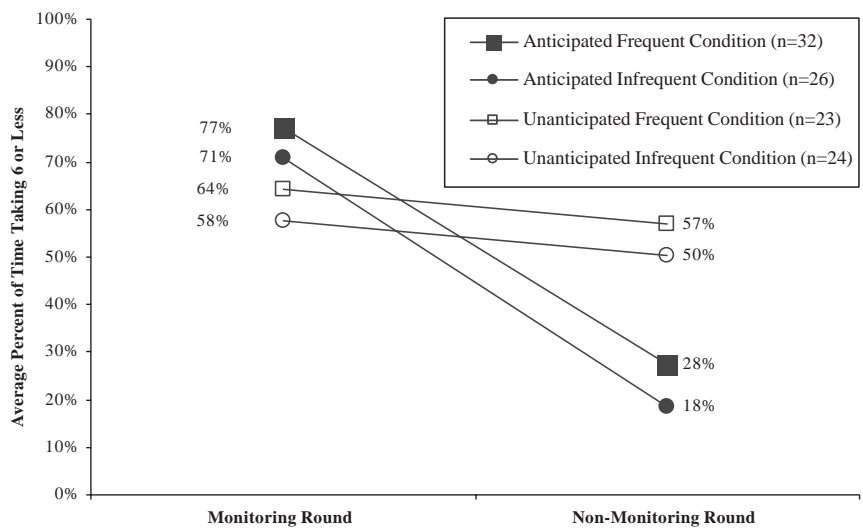 100%
90%
80%
70%
60%
50%
40%
30%
20%
10%
0%
Average Percent of Time Taking 6 or Less
Anticipated Frequent Condition (n=32)
Anticipated Infrequent Condition (n=26)
Unanticipated Frequent Condition (n=23)
Unanticipated Infrequent Condition (n=24)
77%
71%
64%
58%
57%
50%
28%
18%
Monitoring Round
Non-Monitoring Round